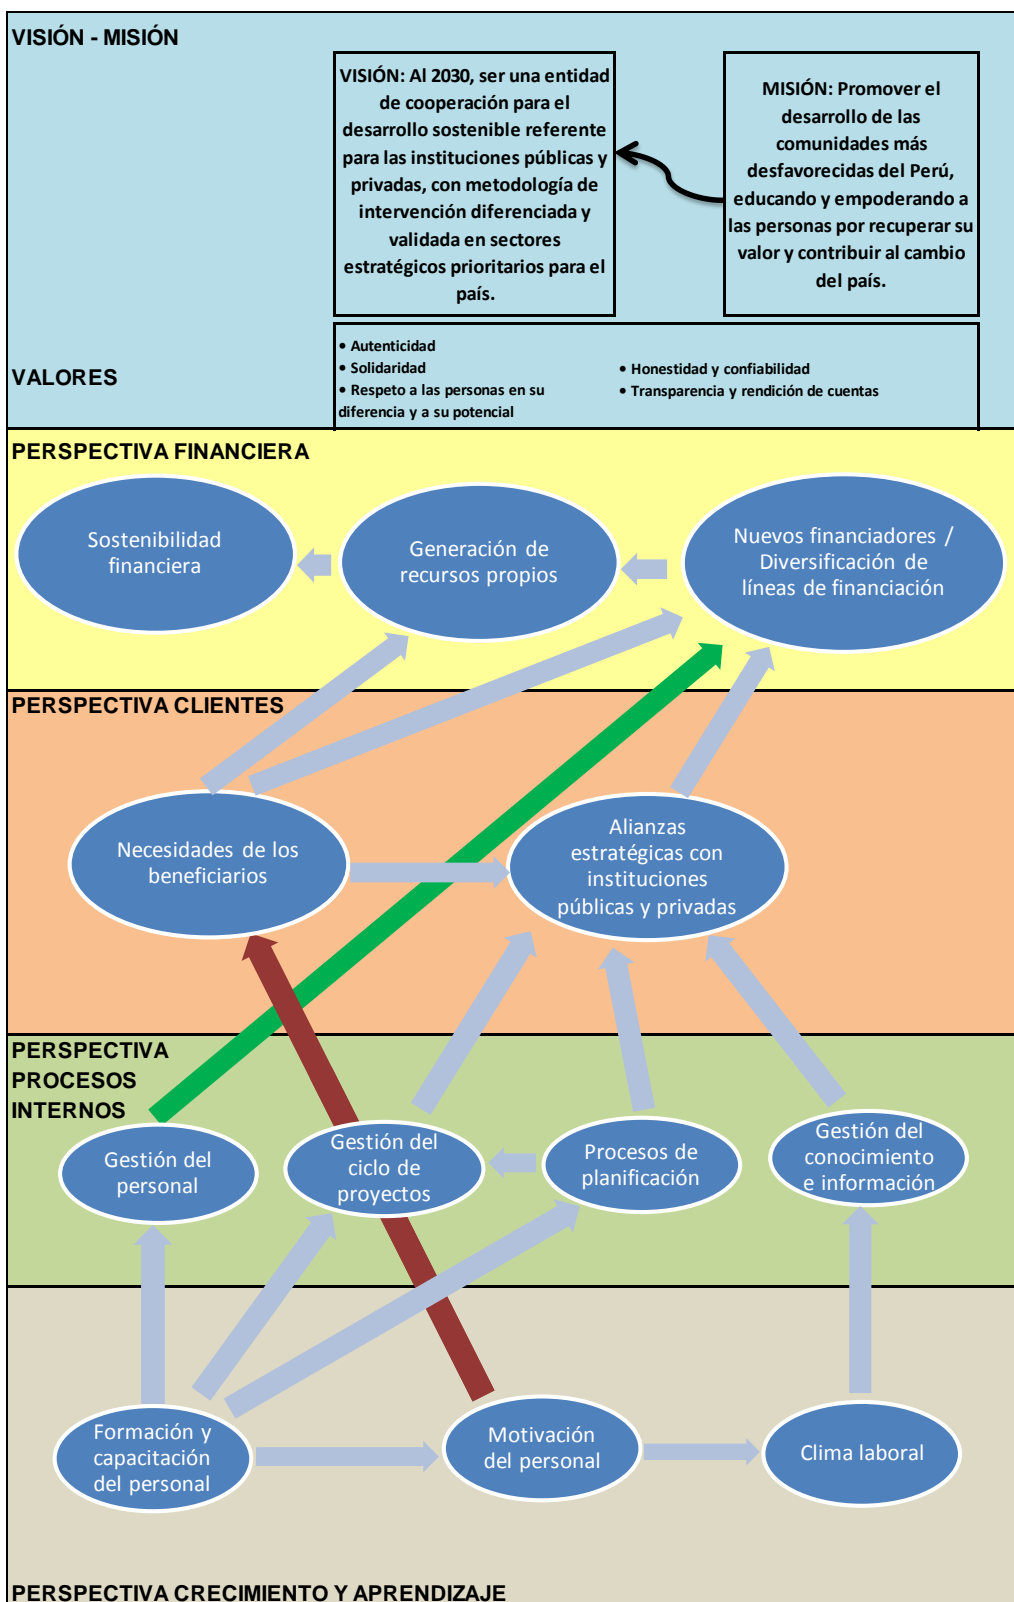 VISIÓN - MISIÓN
VISIÓN: Al 2030, ser una entidad
de cooperación para el
desarrollo sostenible referente
para las instituciones públicas y
privadas, con metodología de
intervención diferenciada y
validada en sectores
estratégicos prioritarios para el
país.
MISIÓN: Promover el
desarrollo de las
comunidades más
desfavorecidas del Perú,
educando y empoderando a
las personas por recuperar su
valor y contribuir al cambio
del país.
VALORES
• Autenticidad
• Solidaridad
• Respeto a las personas en su
diferencia y a su potencial
• Honestidad y confiabilidad
• Transparencia y rendición de cuentas
PERSPECTIVA FINANCIERA
Sostenibilidad
financiera
Generación de
recursos propios
Nuevos financiadores /
Diversificación de
líneas de financiación
PERSPECTIVA CLIENTES
Necesidades de los
beneficiarios
Alianzas
estratégicas con
instituciones
públicas y privadas
PERSPECTIVA
PROCESOS
INTERNOS
Gestión del
personal
Gestión del
ciclo de
proyectos
Procesos de
planificación
Gestión del
conocimiento
e información
Formación y
capacitación
del personal
Motivación
del personal
Clima laboral
PERSPECTIVA CRECIMIENTO Y APRENDIZAJE